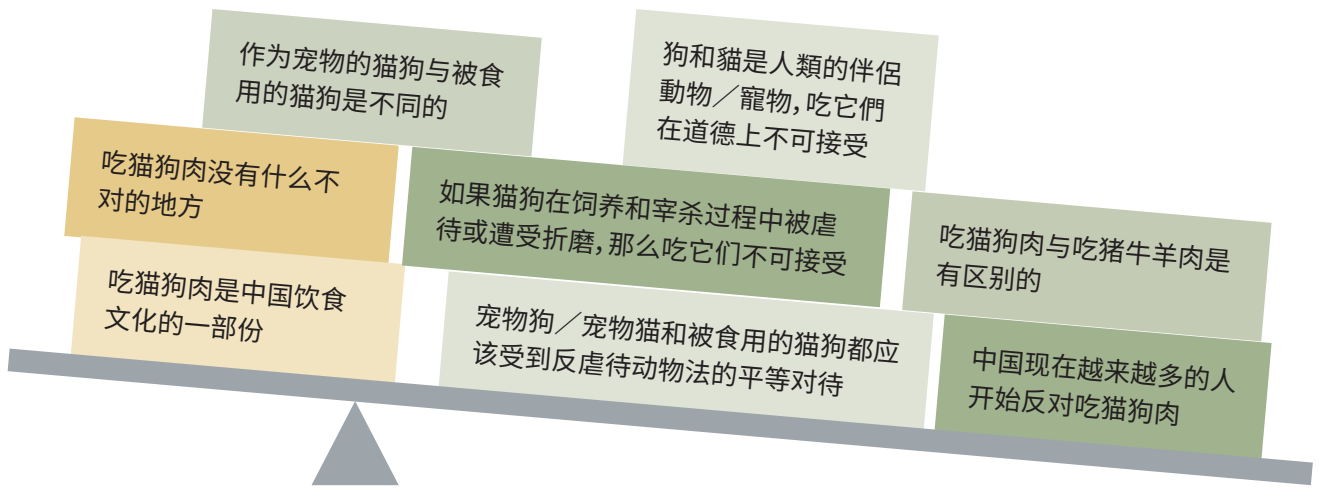 作为宠物的猫狗与被食
用的猫狗是不同的
狗和貓是人類的伴侣
動物／寵物，吃它們
在道德上不可接受
吃猫狗肉没有什么不
对的地方
如果猫狗在饲养和宰杀过程中被虐
待或遭受折磨，那么吃它们不可接受
吃猫狗肉与吃猪牛羊肉是
有区别的
吃猫狗肉是中国饮食
文化的一部份
宠物狗／宠物猫和被食用的猫狗都应
该受到反虐待动物法的平等对待
中国现在越来越多的人
开始反对吃猫狗肉